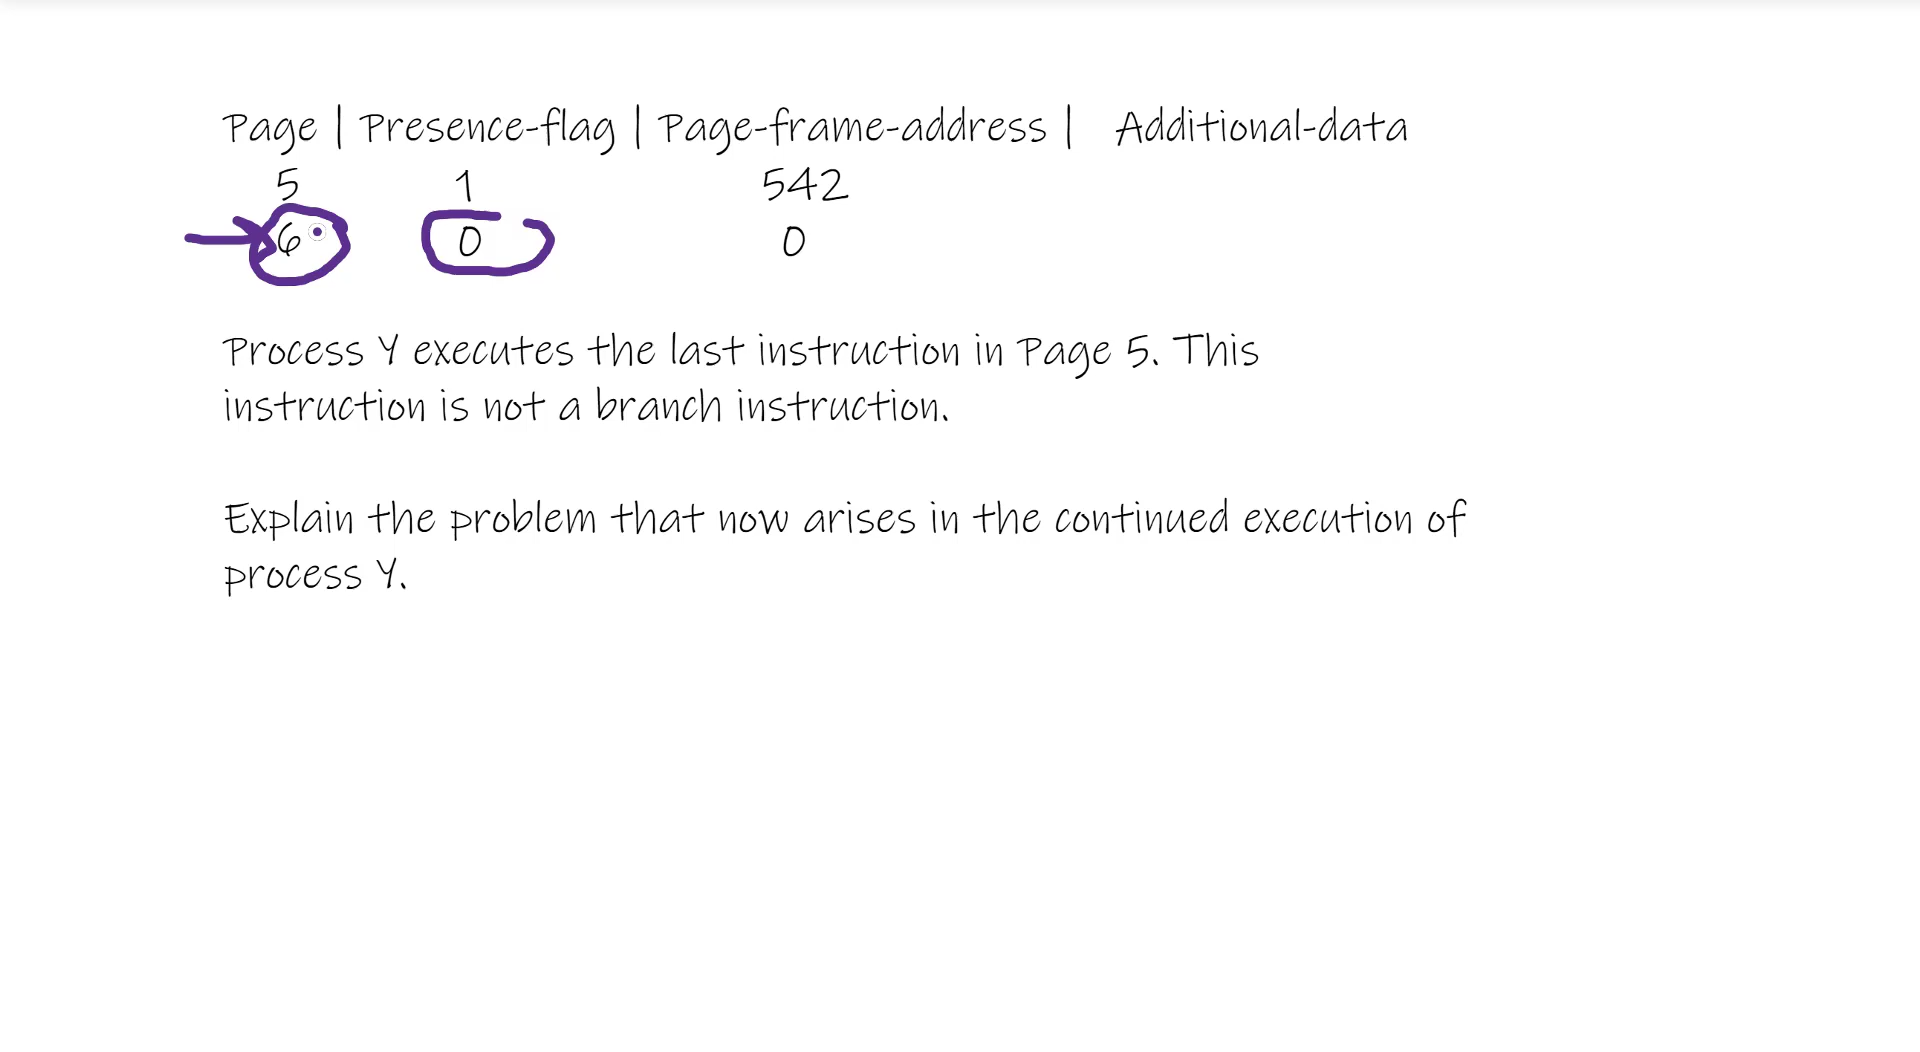 Page | Presence-flag | Page-frame-address | Additional-data
5 1 542
6 0 0
Process Y executes the last instruction in Page 5. This
instruction is not a branch instruction.
Explain the problem that now arises in the continued execution of
process Y.